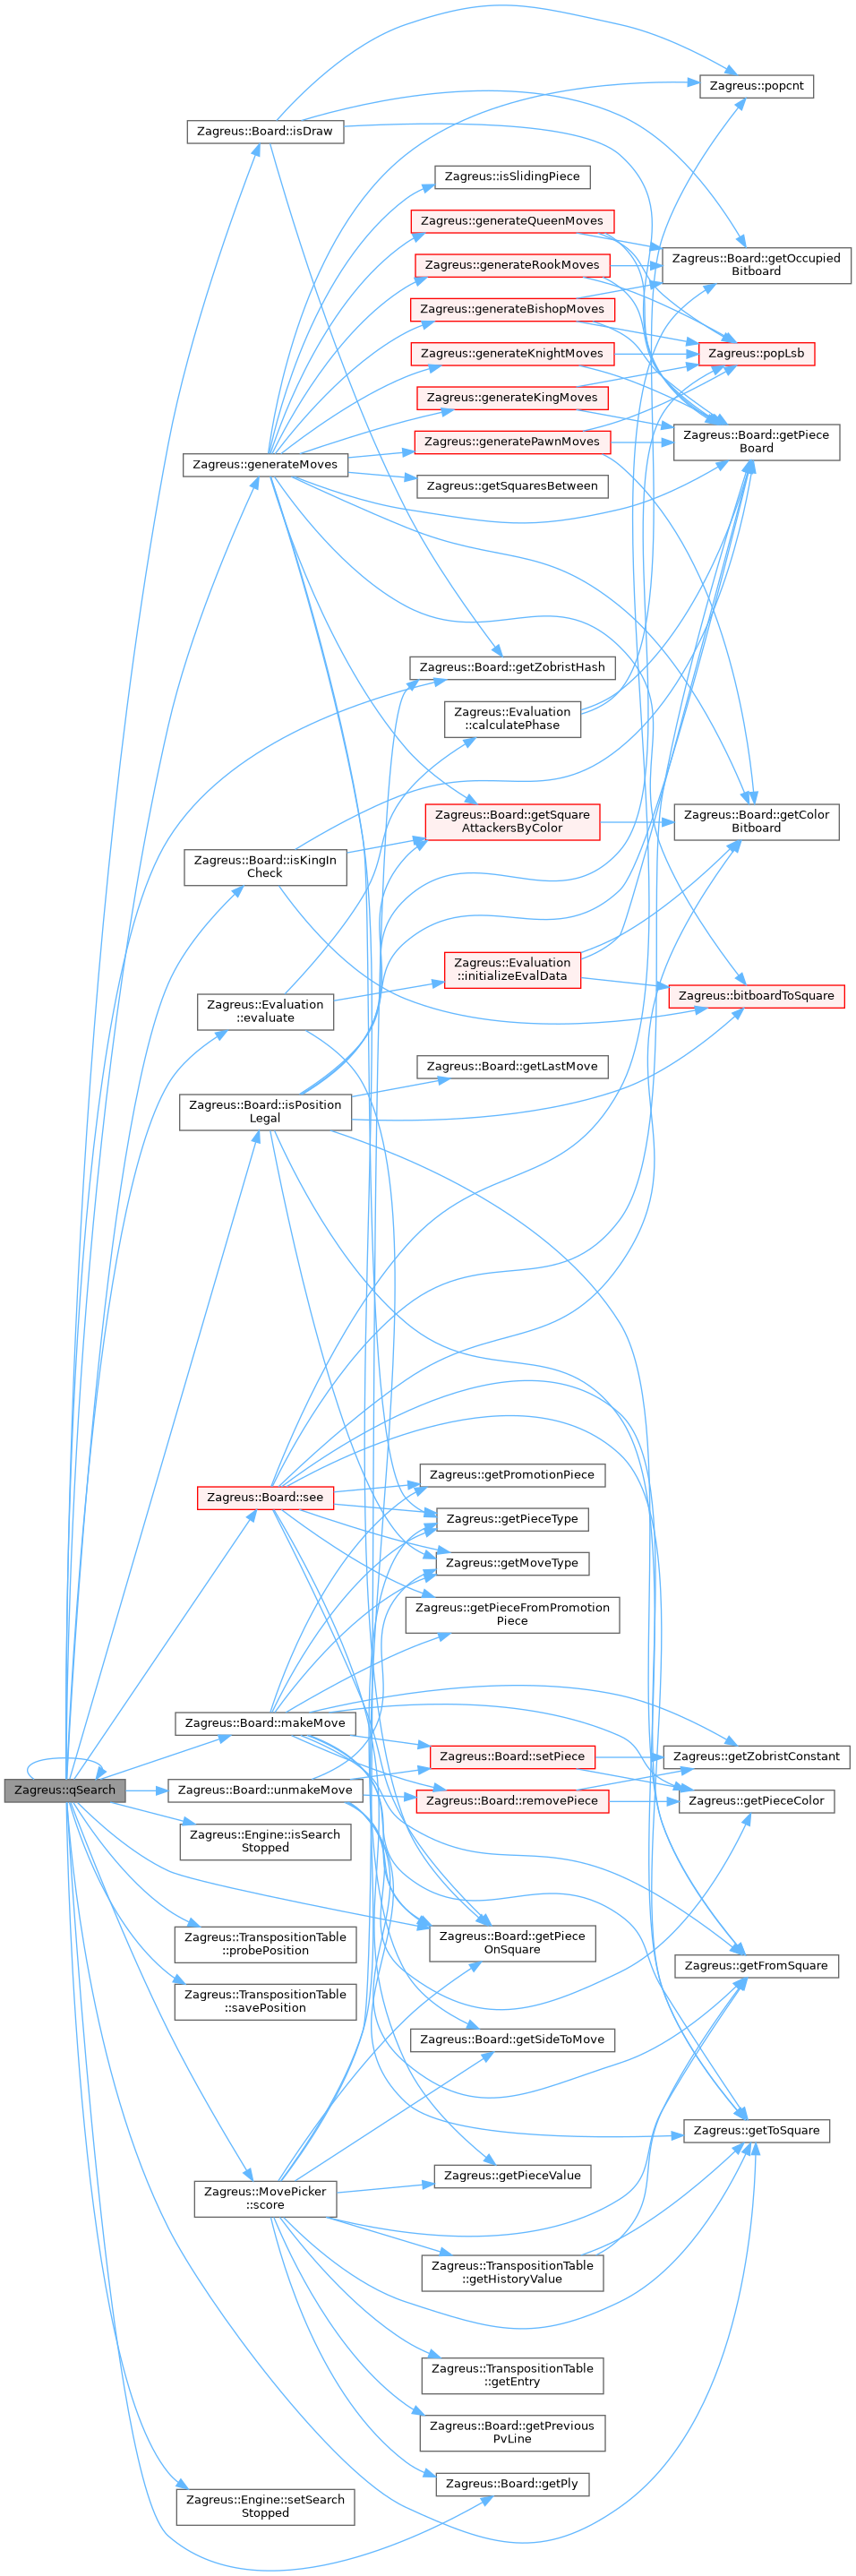 Zagreus::popcnt
Zagreus::Board::isDraw
Zagreus::isSlidingPiece
Zagreus::generateQueenMoves
Zagreus::Board::getOccupied
Bitboard
Zagreus::generateRookMoves
Zagreus::generateBishopMoves
Zagreus::generateKnightMoves
Zagreus::popLsb
Zagreus::generateKingMoves
Zagreus::generatePawnMoves
Zagreus::Board::getPiece
Board
Zagreus::generateMoves
Zagreus::getSquaresBetween
Zagreus::Board::getZobristHash
Zagreus::Evaluation
::calculatePhase
Zagreus::Board::getSquare
AttackersByColor
Zagreus::Board::getColor
Bitboard
Zagreus::Board::isKingIn
Check
Zagreus::Evaluation
::initializeEvalData
Zagreus::bitboardToSquare
Zagreus::Evaluation
::evaluate
Zagreus::Board::getLastMove
Zagreus::Board::isPosition
Legal
Zagreus::getPromotionPiece
Zagreus::Board::see
Zagreus::getPieceType
Zagreus::getMoveType
Zagreus::getPieceFromPromotion
Piece
Zagreus::Board::makeMove
Zagreus::Board::setPiece
Zagreus::getZobristConstant
Zagreus::qSearch
Zagreus::Board::unmakeMove
Zagreus::Board::removePiece
Zagreus::getPieceColor
Zagreus::Engine::isSearch
Stopped
Zagreus::TranspositionTable
::probePosition
Zagreus::Board::getPiece
OnSquare
Zagreus::getFromSquare
Zagreus::TranspositionTable
::savePosition
Zagreus::Board::getSideToMove
Zagreus::getToSquare
Zagreus::getPieceValue
Zagreus::MovePicker
::score
Zagreus::TranspositionTable
::getHistoryValue
Zagreus::TranspositionTable
::getEntry
Zagreus::Board::getPrevious
PvLine
Zagreus::Board::getPly
Zagreus::Engine::setSearch
Stopped